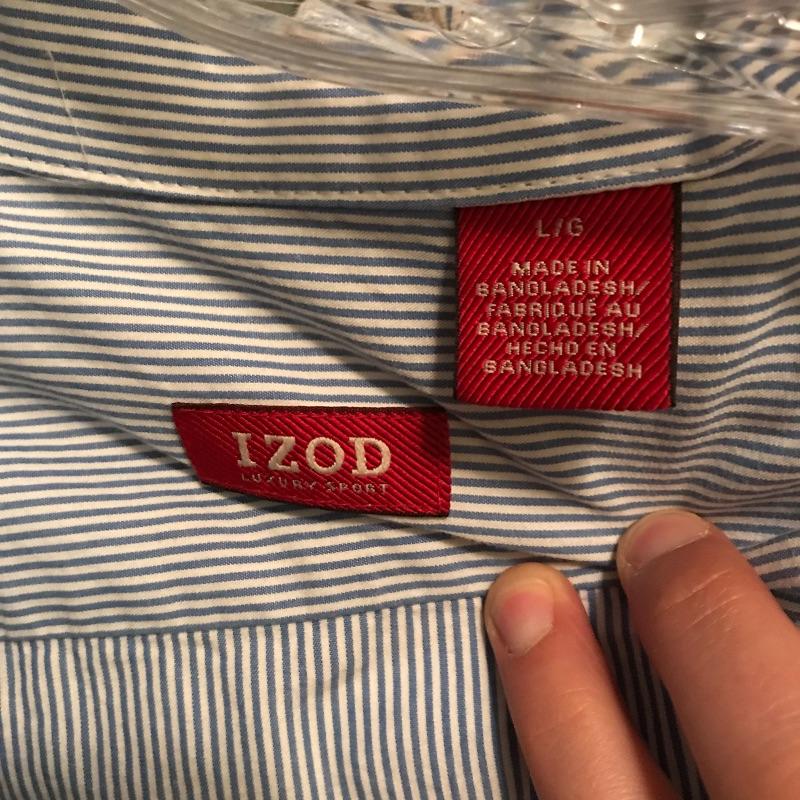 L/G
MADE IN
BANGLADESH/
FABRIQUÉ AU
BANGLADESH/
HECHO EN
BANGLADESH
IZOD
LUXURY SPORT